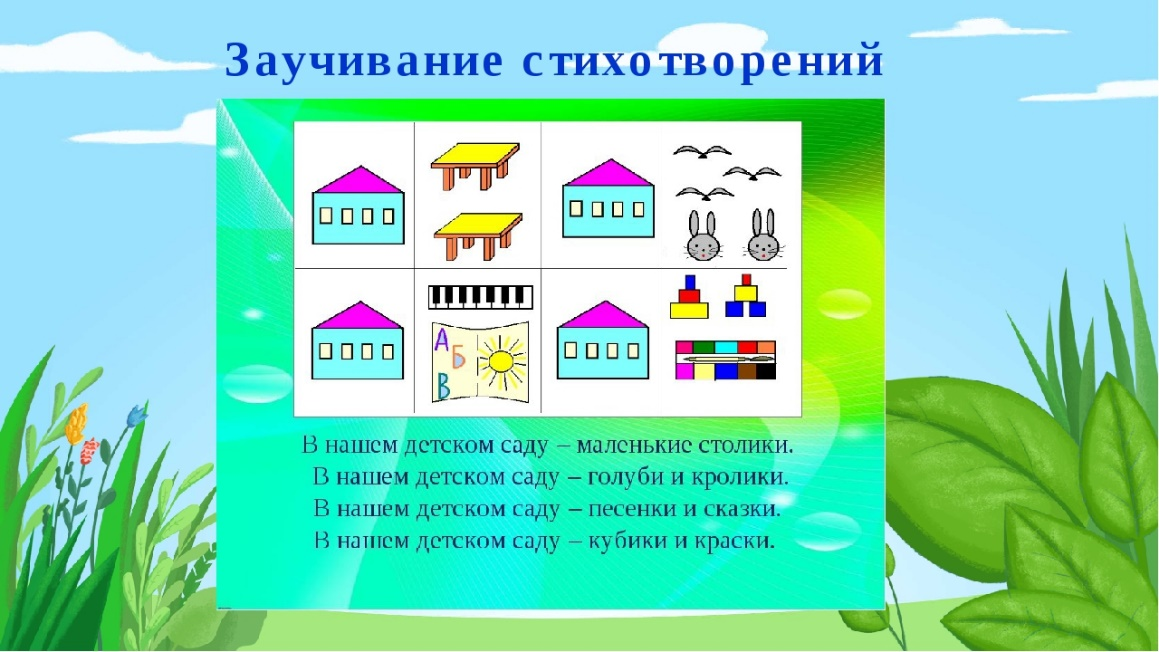 Заучивание стихотворений
А
Б
В
В нашем детском саду – маленькие столики.
В нашем детском саду – голуби и кролики.
В нашем детском саду – песенки и сказки.
В нашем детском саду – кубики и краски.